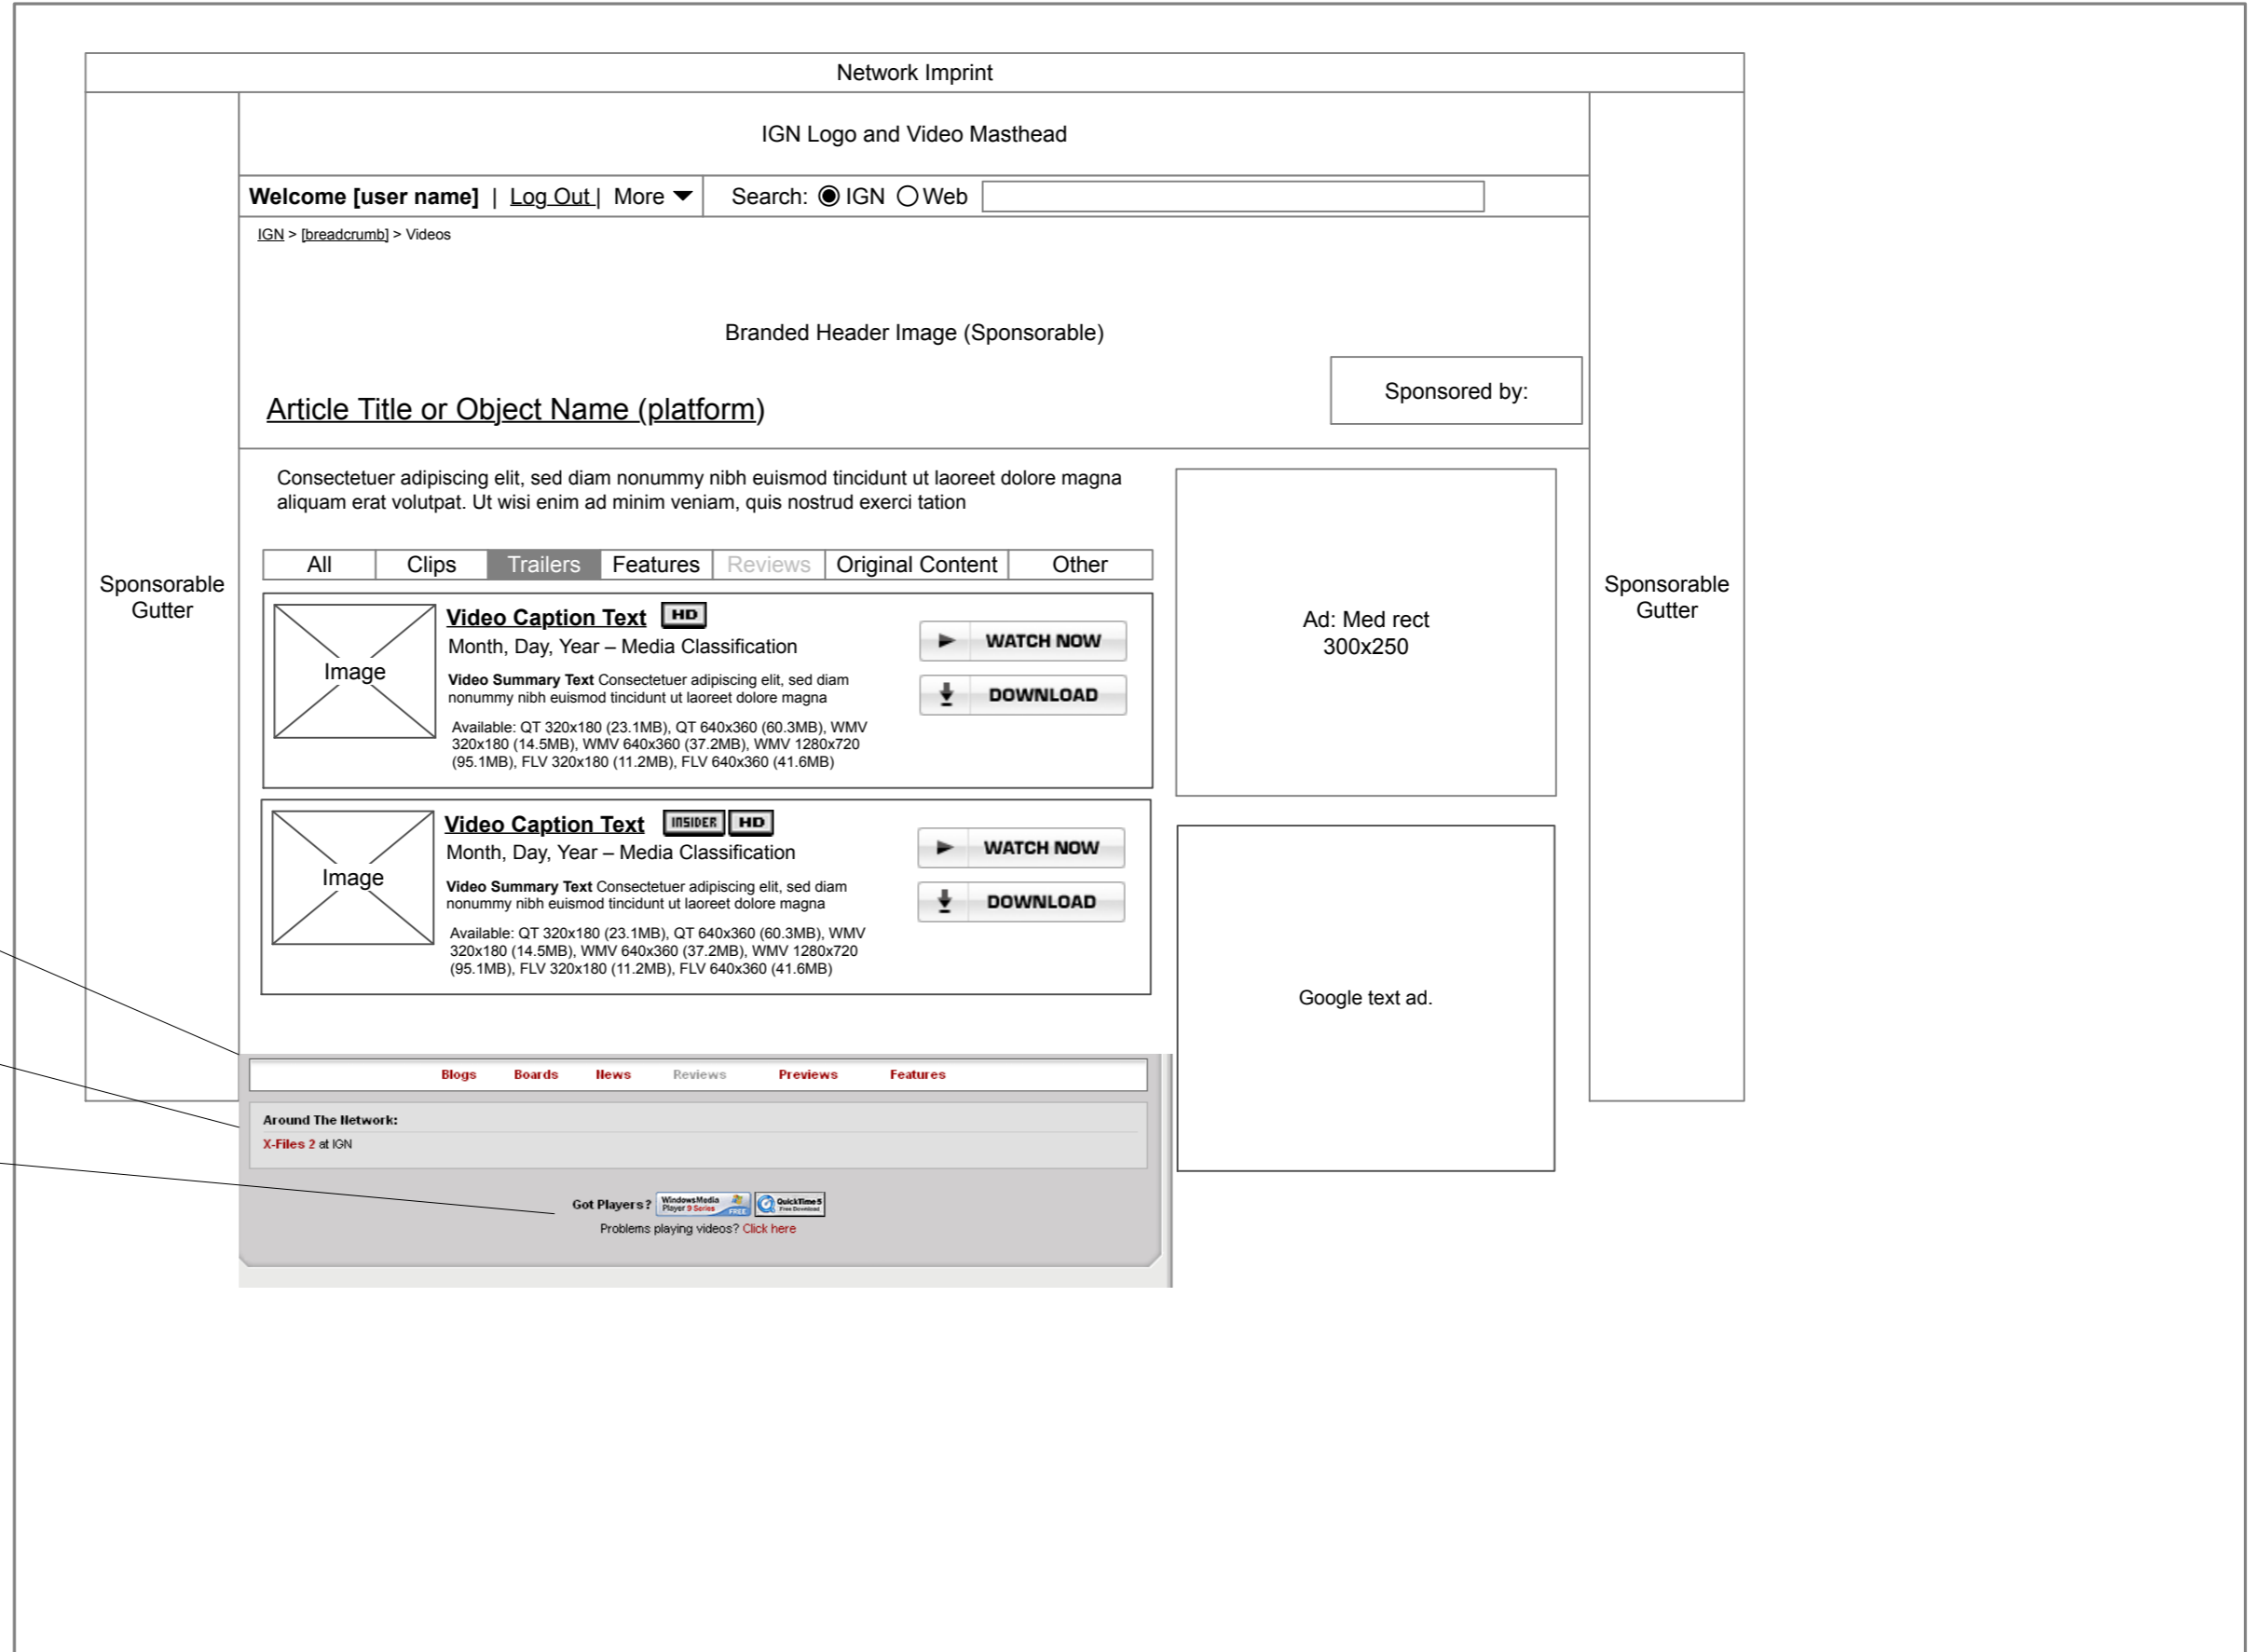 Network Imprint
IGN Logo and Video Masthead
Welcome [user name] | Log Out | More Search: IGN Web
IGN > [breadcrumb] > Videos
Branded Header Image (Sponsorable)
Sponsored by:
Article Title or Object Name (platform)
Consectetuer adipiscing elit, sed diam nonummy nibh euismod tincidunt ut laoreet dolore magna
aliquam erat volutpat. Ut wisi enim ad minim veniam, quis nostrud exerci tation
All Clips Trailers Features Reviews Original Content Other
Sponsorable
Gutter
Video Caption Text HD
Month, Day, Year – Media Classification
Image
Video Summary Text Consectetuer adipiscing elit, sed diam
nonummy nibh euismod tincidunt ut laoreet dolore magna
Available: QT 320x180 (23.1MB), QT 640x360 (60.3MB), WMV
320x180 (14.5MB), WMV 640x360 (37.2MB), WMV 1280x720
(95.1MB), FLV 320x180 (11.2MB), FLV 640x360 (41.6MB)
WATCH NOW
DOWNLOAD
Video Caption Text INSIDER HD
Month, Day, Year – Media Classification
Image
Video Summary Text Consectetuer adipiscing elit, sed diam
nonummy nibh euismod tincidunt ut laoreet dolore magna
Available: QT 320x180 (23.1MB), QT 640x360 (60.3MB), WMV
320x180 (14.5MB), WMV 640x360 (37.2MB), WMV 1280x720
(95.1MB), FLV 320x180 (11.2MB), FLV 640x360 (41.6MB)
WATCH NOW
DOWNLOAD
Ad: Med rect
300x250
Google text ad.
Sponsorable
Gutter
Blogs Boards News Reviews Previews Features
Around The Network:
X-Files 2 at IGN
Got Players?
WindowsMedia
Player 9 Series FREE
QuickTime 5
Free Download
Problems playing videos? Click here